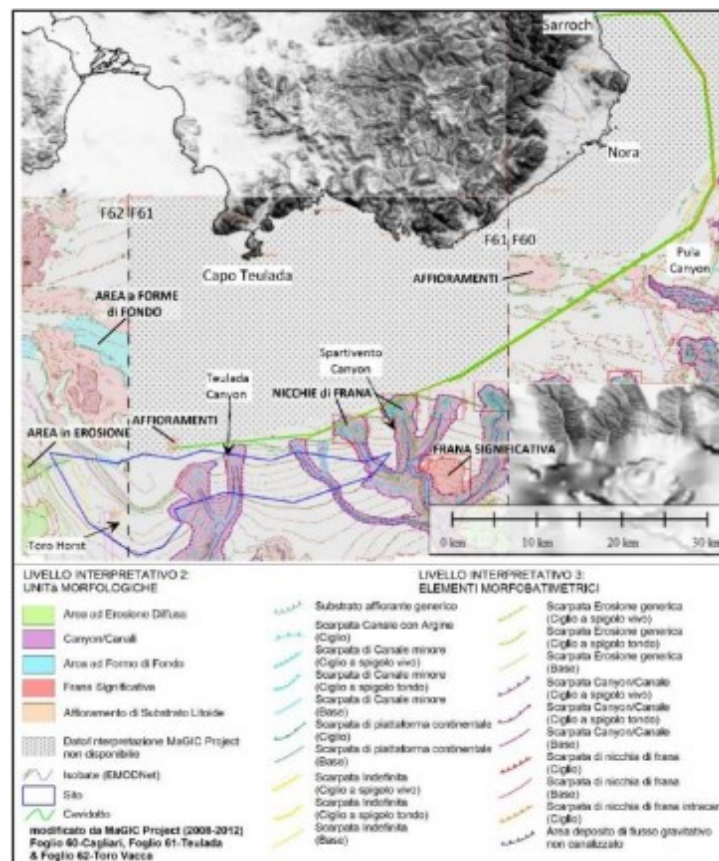 Sarroch
Nora
F62 F61
F61 F60
Capo Teulada
AFFIORAMENTI
Pula
Canyon
AREA a FORME
di FONDO
Spartivento
Canyon
Teulada
Canyon
NICCHIE di FRANA
AFFIORAMENTI
AREA in EROSIONE
FRANA SIGNIFICATIVA
Toro Horst
0 km 10 km 20 km 30 km
LIVELLO INTERPRETATIVO 2:
UNITà MORFOLOGICHE
Area ad Erosione Diffusa
Canyon/Canali
Area ad Forme di Fondo
Frana Significativa
Affioramento di Substrato Litoide
Dato/Interpretazione MaGIC Project
non disponibile
Isobate (EMODNet)
Sito
Cavidotto
modificato da MaGIC Project (2008-2012)
Foglio 60-Cagliari, Foglio 61-Teulada
& Foglio 62-Toro Vacca
LIVELLO INTERPRETATIVO 3:
ELEMENTI MORFOBATIMETRICI
Substrato affiorante generico
Scarpata Canale con Argine
(Ciglio)
Scarpata di Canale minore
(Ciglio a spigolo vivo)
Scarpata di Canale minore
(Ciglio a spigolo tondo)
Scarpata di Canale minore
(Base)
Scarpata di piattaforma continentale
(Ciglio)
Scarpata di piattaforma continentale
(Base)
Scarpata Indefinita
(Ciglio a spigolo vivo)
Scarpata Indefinita
(Ciglio a spigolo tondo)
Scarpata Indefinita
(Base)
Scarpata Erosione generica
(Ciglio a spigolo vivo)
Scarpata Erosione generica
(Ciglio a spigolo tondo)
Scarpata Erosione generica
(Base)
Scarpata Canyon/Canale
(Ciglio a spigolo vivo)
Scarpata Canyon/Canale
(Ciglio a spigolo tondo)
Scarpata Canyon/Canale
(Base)
Scarpata di nicchia di frana
(Ciglio)
Scarpata di nicchia di frana
(Base)
Scarpata di nicchia di frana
(Ciglio)
Area deposito di flusso gravitativo
non canalizzato